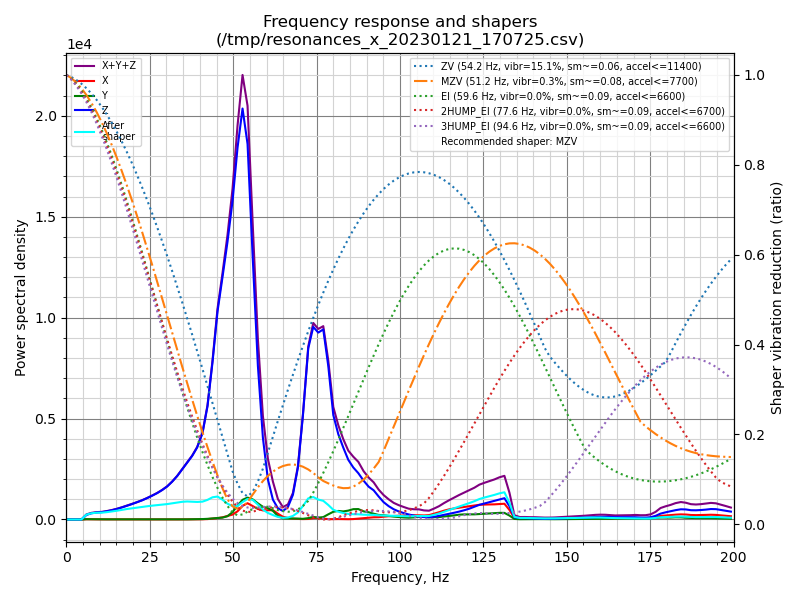 Frequency response and shapers
(/tmp/resonances_x_20230121_170725.csv)
1e4
X+Y+Z
X
Y
Z
After
shaper
ZV (54.2 Hz, vibr=15.1%, sm~=0.06, accel<=11400)
MZV (51.2 Hz, vibr=0.3%, sm~=0.08, accel<=7700)
EI (59.6 Hz, vibr=0.0%, sm~=0.09, accel<=6600)
2HUMP_EI (77.6 Hz, vibr=0.0%, sm~=0.09, accel<=6700)
3HUMP_EI (94.6 Hz, vibr=0.0%, sm~=0.09, accel<=6600)
Recommended shaper: MZV
Power spectral density
2.0
1.5
1.0
0.5
0.0
1.0
0.8
0.6
0.4
0.2
0.0
Shaper vibration reduction (ratio)
0 25 50 75 100 125 150 175 200
Frequency, Hz